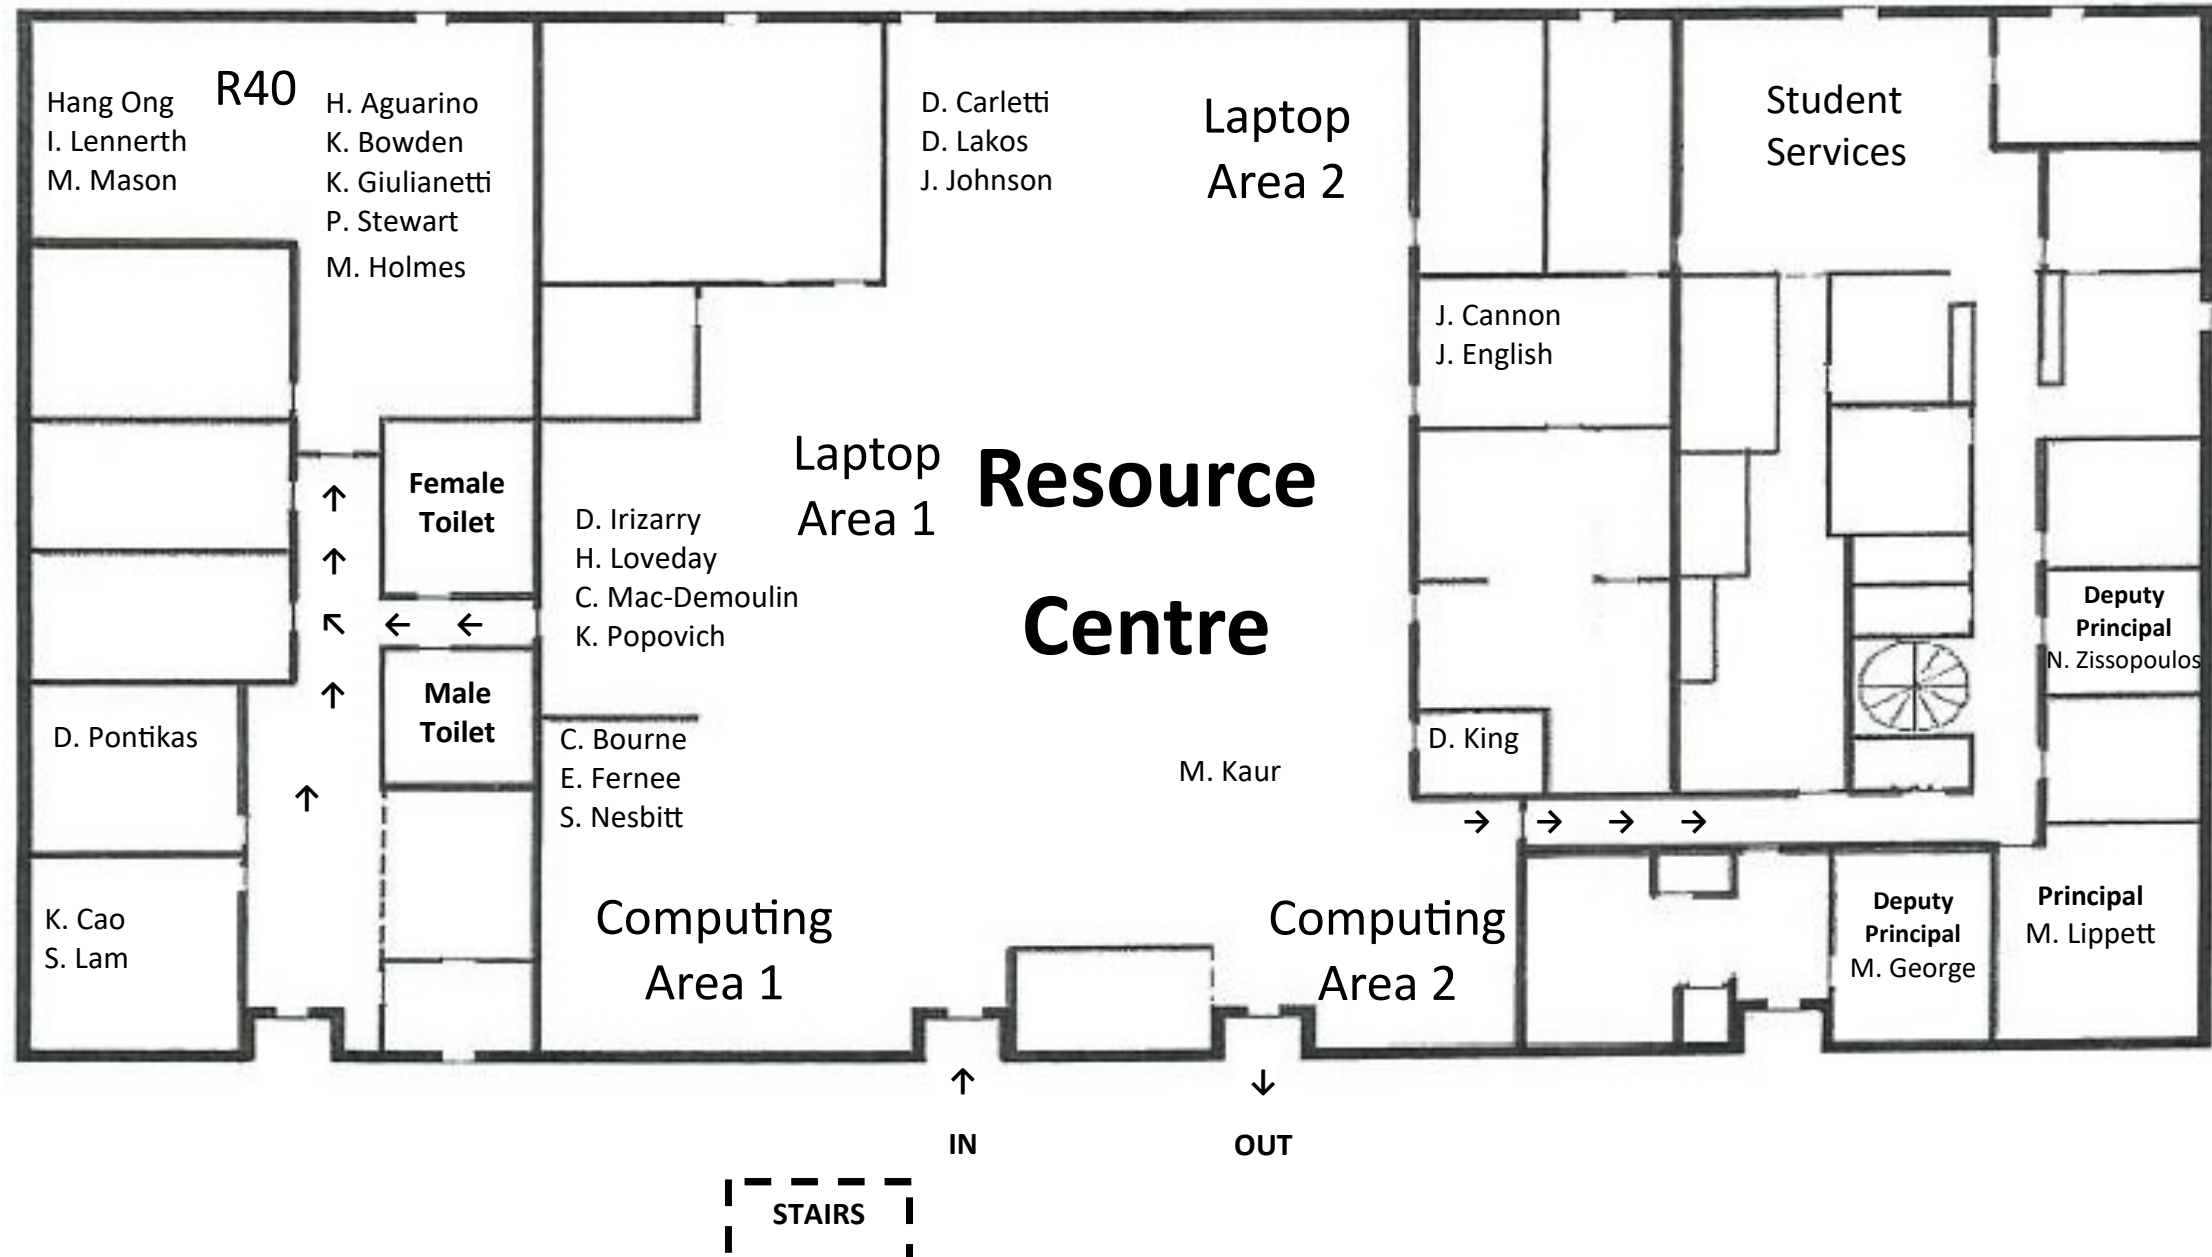 R40
Hang Ong
I. Lennerth
M. Mason
H. Aguarino
K. Bowden
K. Giulianetti
P. Stewart
M. Holmes
D. Carletti
D. Lakos
J. Johnson
Laptop
Area 2
Student
Services
J. Cannon
J. English
Female
Toilet
Laptop
Area 1
Resource
Centre
D. Irizarry
H. Loveday
C. Mac-Demoulin
K. Popovich
Deputy
Principal
N. Zissopoulos
Male
Toilet
D. Pontikas
C. Bourne
E. Fernee
S. Nesbitt
M. Kaur
D. King
↑
↑
↖ ← ←
↑
↑
→ → → →
K. Cao
S. Lam
Computing
Area 1
Computing
Area 2
Deputy
Principal
M. George
Principal
M. Lippett
↑
IN
↓
OUT
STAIRS